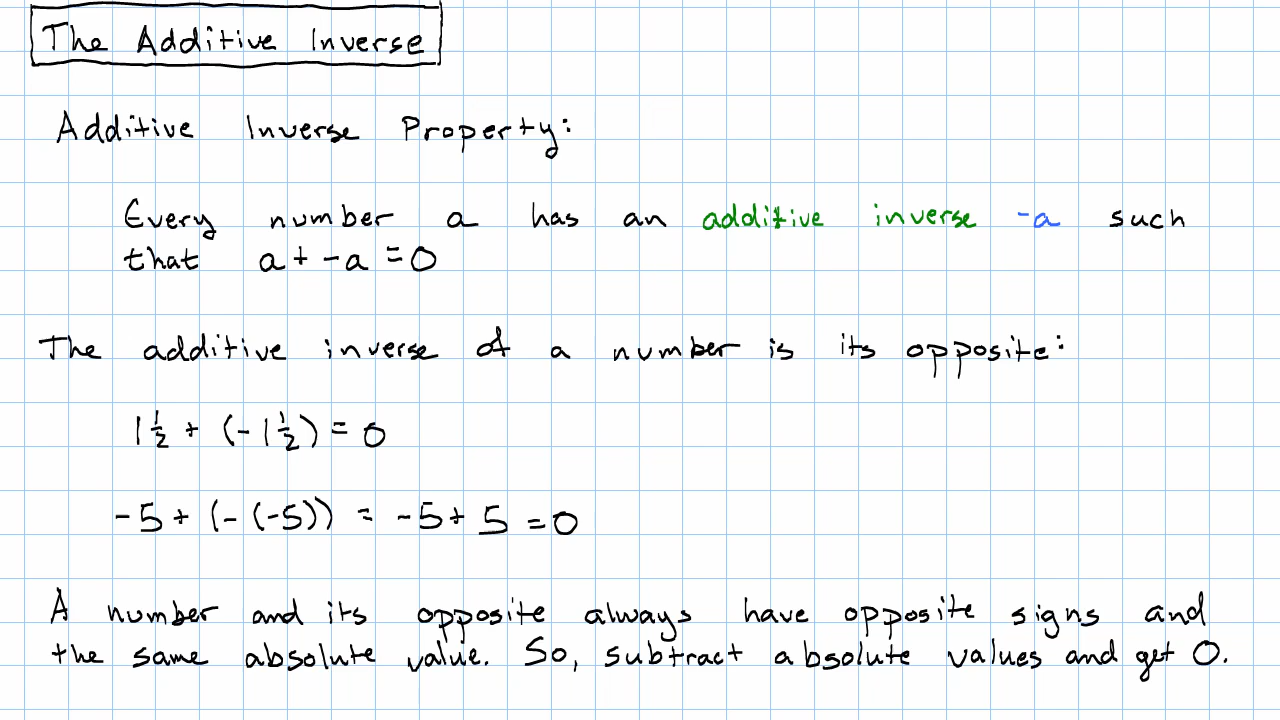 The Additive Inverse
Additive Inverse Property:
Every number a has an additive inverse -a such
that a + -a = 0
The additive inverse of a number is its opposite:
1½ + (-1½) = 0
-5 + (-(-5)) = -5 + 5 = 0
A number and its opposite always have opposite signs and
the same absolute value. So, subtract absolute values and get 0.